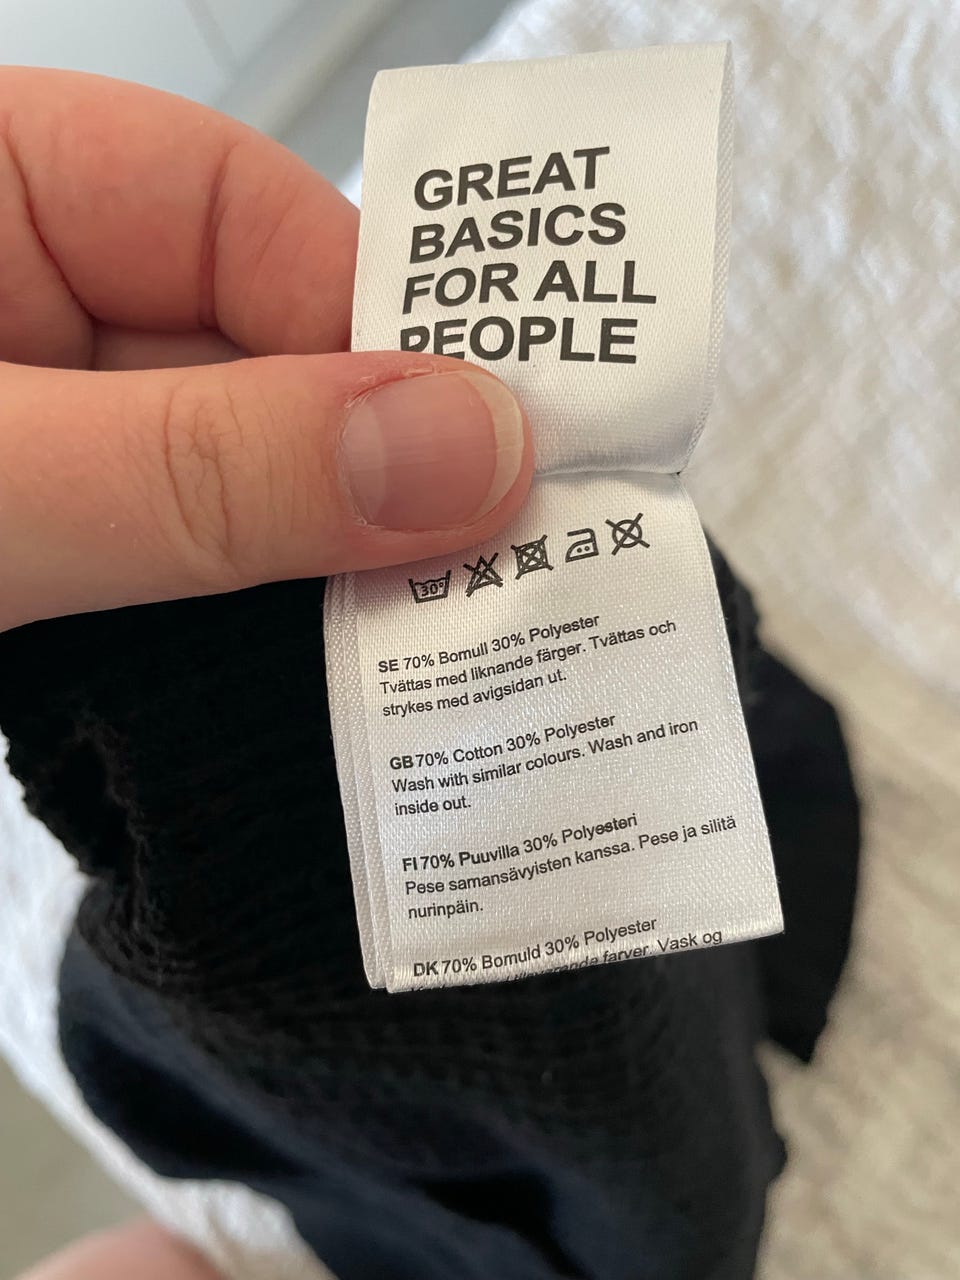 GREAT
BASICS
FOR ALL
PEOPLE
30°
SE 70% Bomull 30% Polyester
Tvättas med liknande färger. Tvättas och
strykes med avigsidan ut.
GB 70% Cotton 30% Polyester
Wash with similar colours. Wash and iron
inside out.
FI 70% Puuvilla 30% Polyesteri
Pese samansävyisten kanssa. Pese ja silitä
nurinpäin.
DK 70% Bomuld 30% Polyester
farver. Vask og